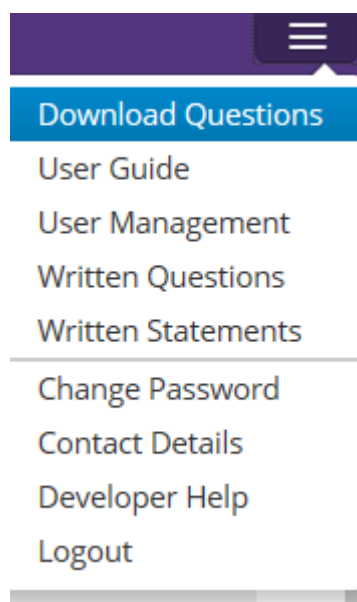 Download Questions
User Guide
User Management
Written Questions
Written Statements
Change Password
Contact Details
Developer Help
Logout